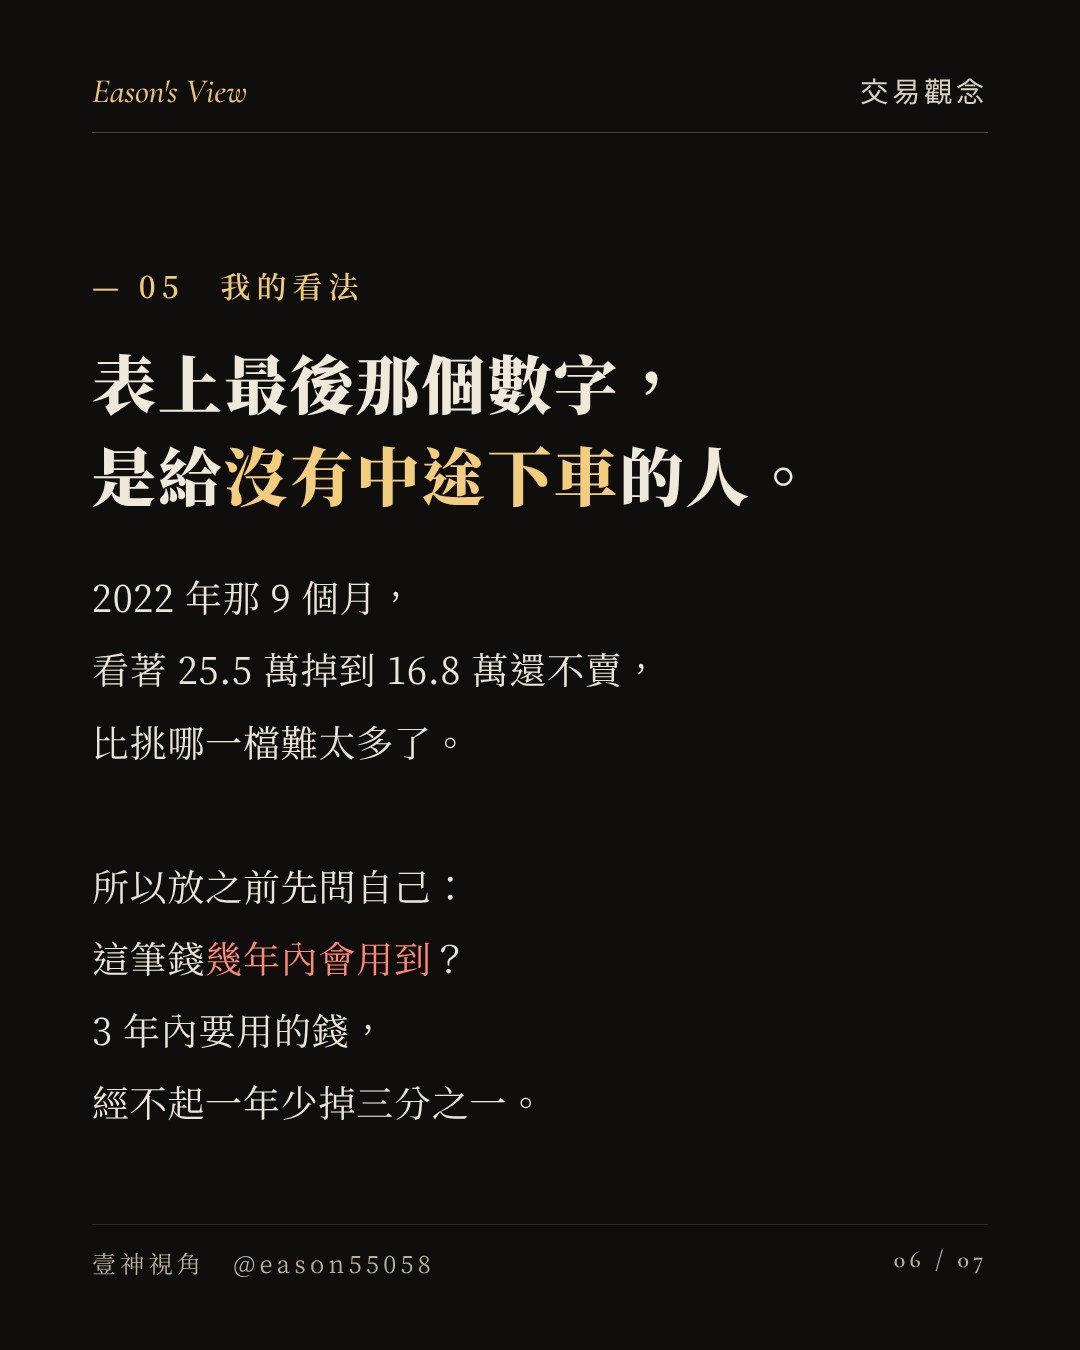 Eason's View
交易觀念
— 05 我的看法
表上最後那個數字，
是給沒有中途下車的人。
2022 年那 9 個月，
看著 25.5 萬掉到 16.8 萬還不賣，
比挑哪一檔難太多了。
所以放之前先問自己：
這筆錢幾年內會用到？
3 年內要用的錢，
經不起一年少掉三分之一。
壹神視角 @eason55058
06 / 07